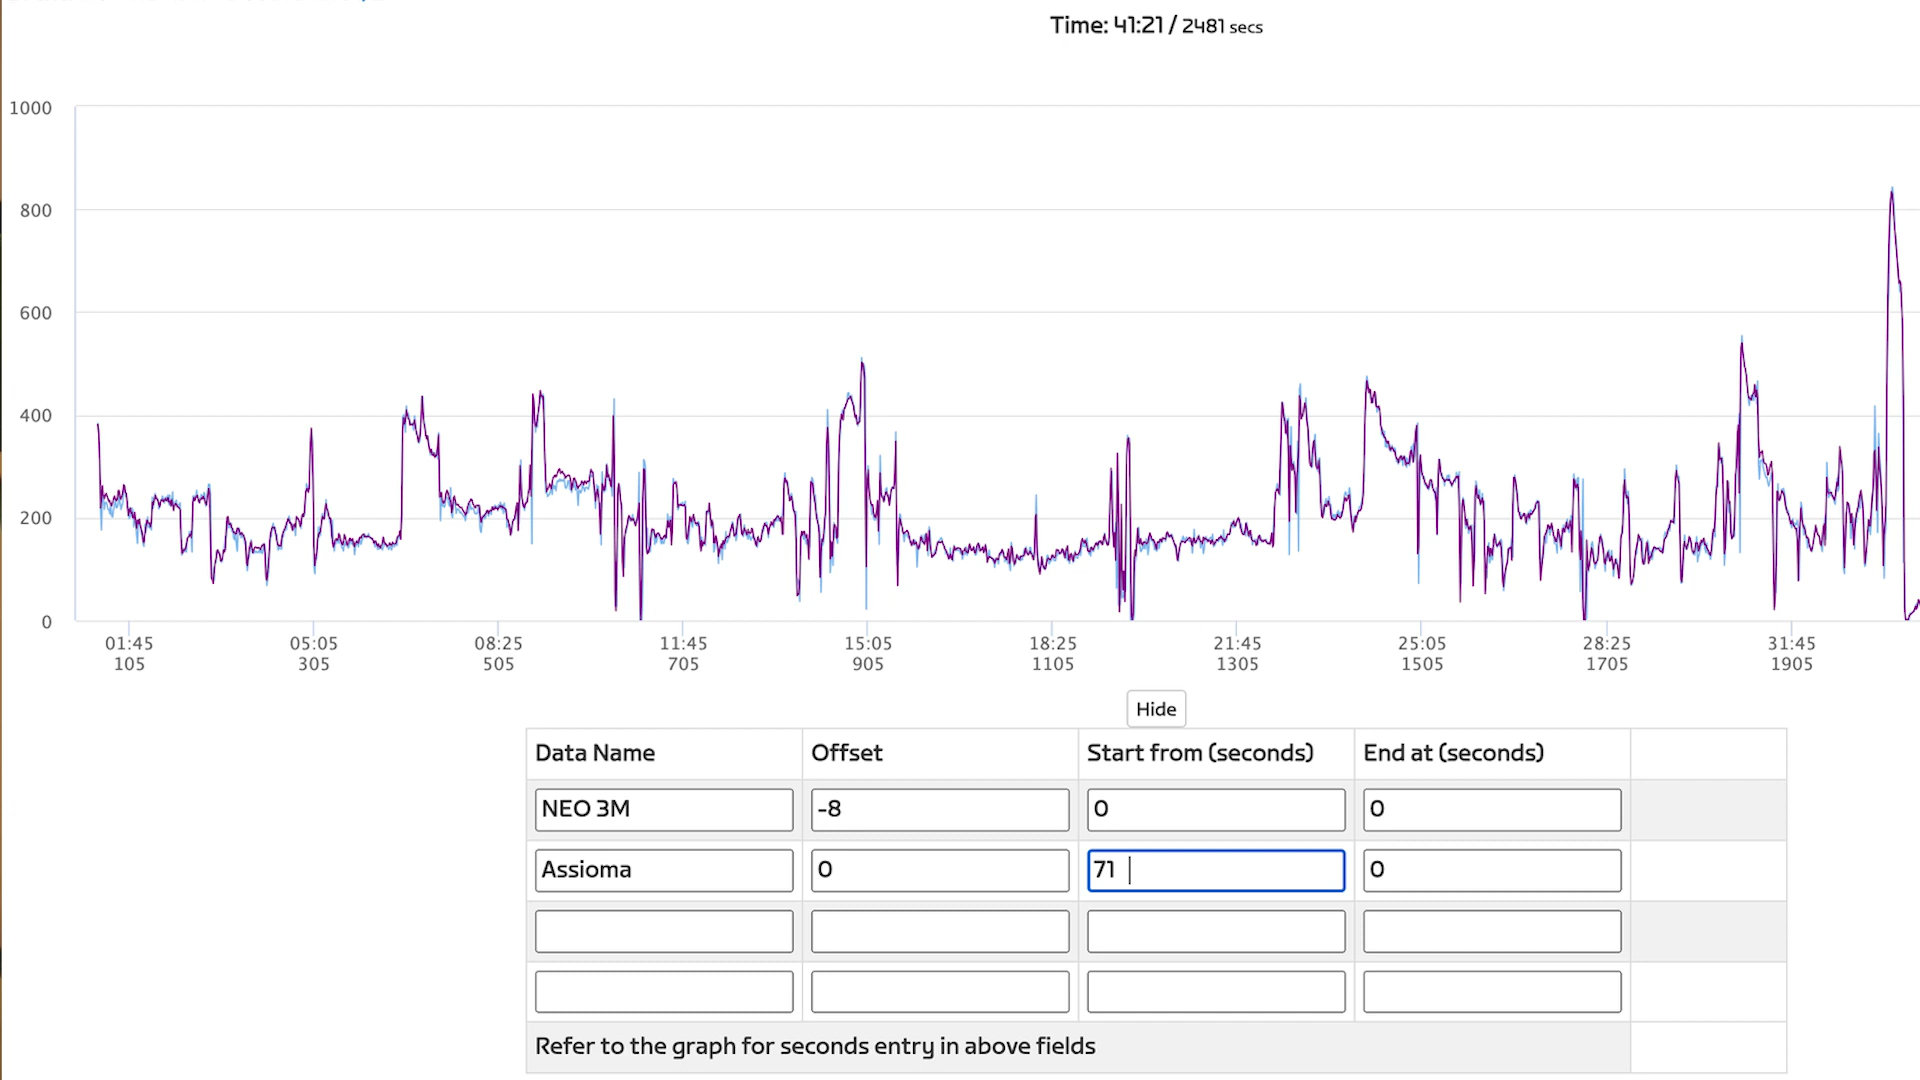 Time: 41:21 / 2481 secs
1000
800
600
400
200
0
01:45 05:05 08:25 11:45 15:05 18:25 21:45 25:05 28:25 31:45
105 305 505 705 905 1105 1305 1505 1705 1905
Hide
Data Name Offset Start from (seconds) End at (seconds)
NEO 3M -8 0 0
Assioma 0 71 0
Refer to the graph for seconds entry in above fields